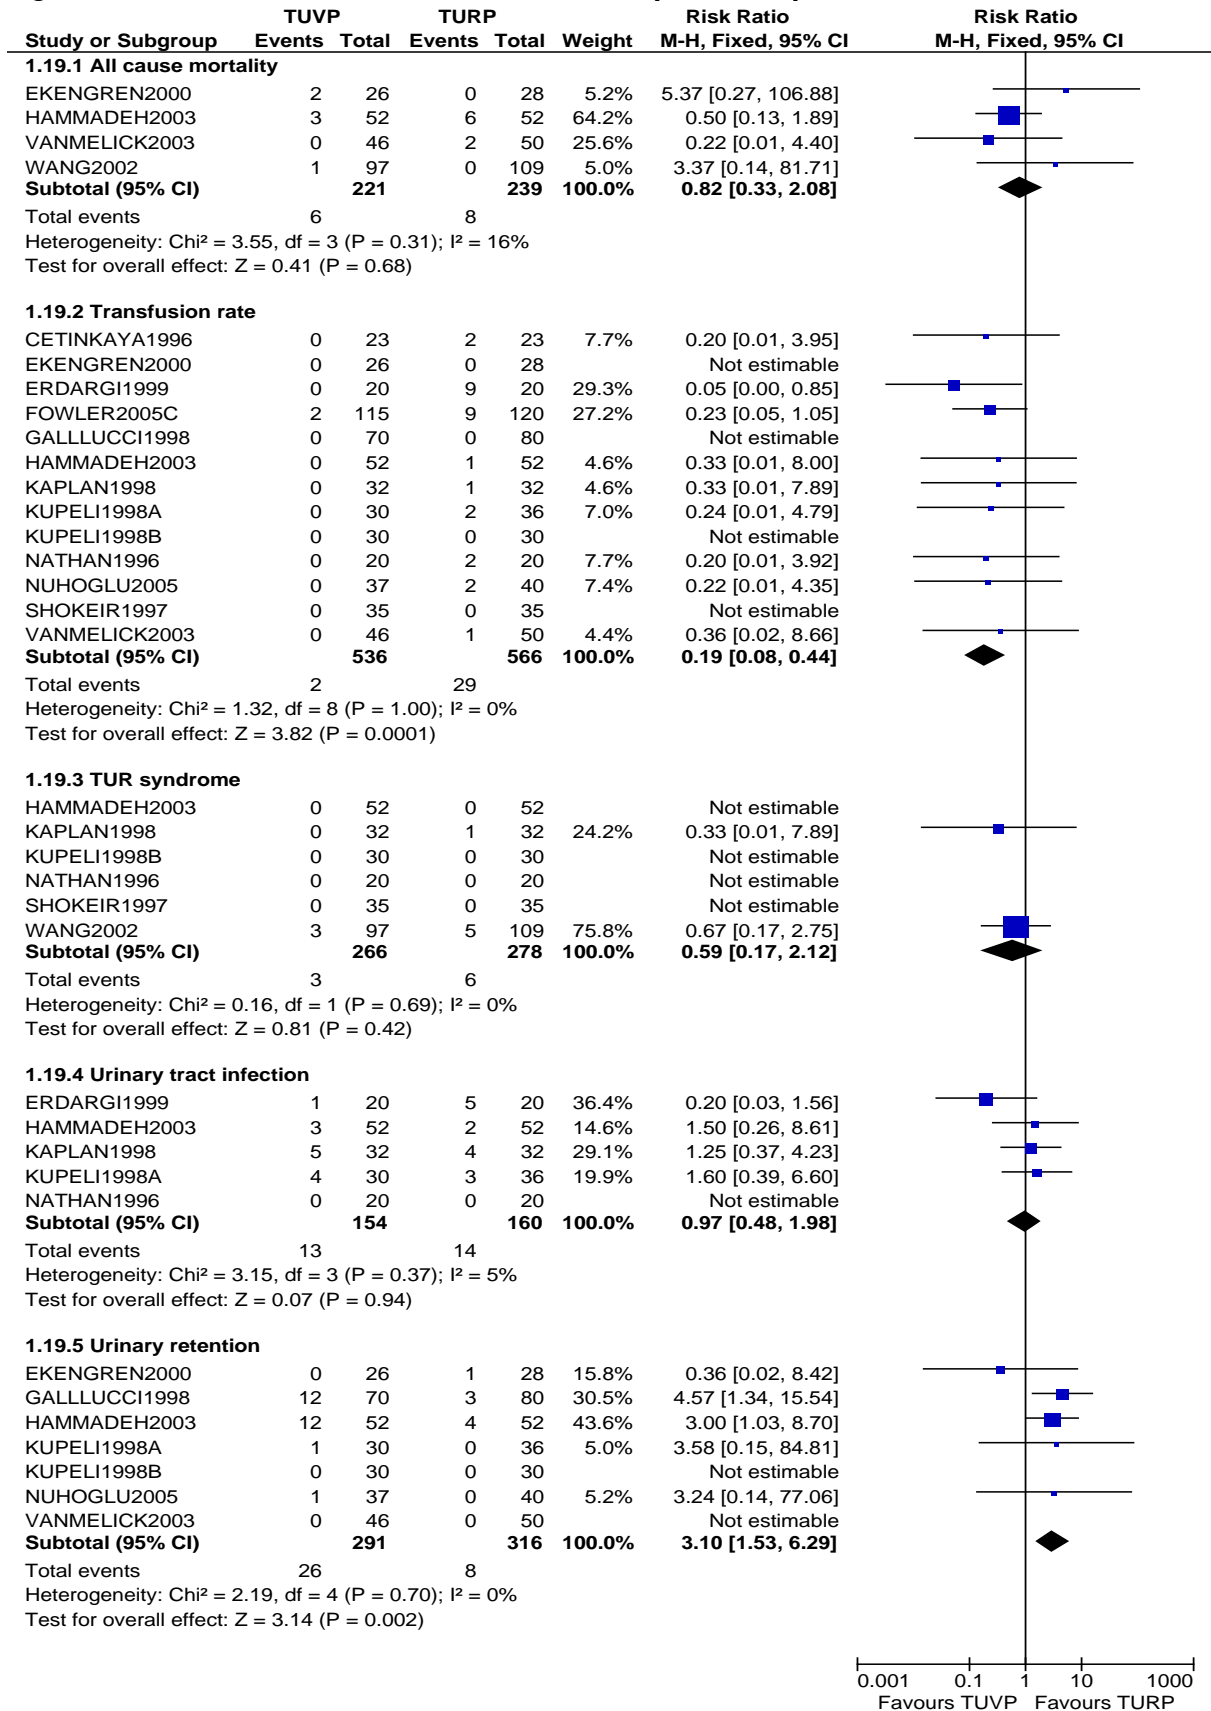 TUVP TURP Risk Ratio Risk Ratio
Study or Subgroup Events Total Events Total Weight M-H, Fixed, 95% CI M-H, Fixed, 95% CI
1.19.1 All cause mortality
EKENGREN2000 2 26 0 28 5.2% 5.37 [0.27, 106.88]
HAMMADEH2003 3 52 6 52 64.2% 0.50 [0.13, 1.89]
VANMELICK2003 0 46 2 50 25.6% 0.22 [0.01, 4.40]
WANG2002 1 97 0 109 5.0% 3.37 [0.14, 81.71]
Subtotal (95% CI) 221 239 100.0% 0.82 [0.33, 2.08]
Total events 6 8
Heterogeneity: Chi² = 3.55, df = 3 (P = 0.31); I² = 16%
Test for overall effect: Z = 0.41 (P = 0.68)
1.19.2 Transfusion rate
CETINKAYA1996 0 23 2 23 7.7% 0.20 [0.01, 3.95]
EKENGREN2000 0 26 0 28 Not estimable
ERDARGI1999 0 20 9 20 29.3% 0.05 [0.00, 0.85]
FOWLER2005C 2 115 9 120 27.2% 0.23 [0.05, 1.05]
GALLLUCCI1998 0 70 0 80 Not estimable
HAMMADEH2003 0 52 1 52 4.6% 0.33 [0.01, 8.00]
KAPLAN1998 0 32 1 32 4.6% 0.33 [0.01, 7.89]
KUPELI1998A 0 30 2 36 7.0% 0.24 [0.01, 4.79]
KUPELI1998B 0 30 0 30 Not estimable
NATHAN1996 0 20 2 20 7.7% 0.20 [0.01, 3.92]
NUHOGLU2005 0 37 2 40 7.4% 0.22 [0.01, 4.35]
SHOKEIR1997 0 35 0 35 Not estimable
VANMELICK2003 0 46 1 50 4.4% 0.36 [0.02, 8.66]
Subtotal (95% CI) 536 566 100.0% 0.19 [0.08, 0.44]
Total events 2 29
Heterogeneity: Chi² = 1.32, df = 8 (P = 1.00); I² = 0%
Test for overall effect: Z = 3.82 (P = 0.0001)
1.19.3 TUR syndrome
HAMMADEH2003 0 52 0 52 Not estimable
KAPLAN1998 0 32 1 32 24.2% 0.33 [0.01, 7.89]
KUPELI1998B 0 30 0 30 Not estimable
NATHAN1996 0 20 0 20 Not estimable
SHOKEIR1997 0 35 0 35 Not estimable
WANG2002 3 97 5 109 75.8% 0.67 [0.17, 2.75]
Subtotal (95% CI) 266 278 100.0% 0.59 [0.17, 2.12]
Total events 3 6
Heterogeneity: Chi² = 0.16, df = 1 (P = 0.69); I² = 0%
Test for overall effect: Z = 0.81 (P = 0.42)
1.19.4 Urinary tract infection
ERDARGI1999 1 20 5 20 36.4% 0.20 [0.03, 1.56]
HAMMADEH2003 3 52 2 52 14.6% 1.50 [0.26, 8.61]
KAPLAN1998 5 32 4 32 29.1% 1.25 [0.37, 4.23]
KUPELI1998A 4 30 3 36 19.9% 1.60 [0.39, 6.60]
NATHAN1996 0 20 0 20 Not estimable
Subtotal (95% CI) 154 160 100.0% 0.97 [0.48, 1.98]
Total events 13 14
Heterogeneity: Chi² = 3.15, df = 3 (P = 0.37); I² = 5%
Test for overall effect: Z = 0.07 (P = 0.94)
1.19.5 Urinary retention
EKENGREN2000 0 26 1 28 15.8% 0.36 [0.02, 8.42]
GALLLUCCI1998 12 70 3 80 30.5% 4.57 [1.34, 15.54]
HAMMADEH2003 12 52 4 52 43.6% 3.00 [1.03, 8.70]
KUPELI1998A 1 30 0 36 5.0% 3.58 [0.15, 84.81]
KUPELI1998B 0 30 0 30 Not estimable
NUHOGLU2005 1 37 0 40 5.2% 3.24 [0.14, 77.06]
VANMELICK2003 0 46 0 50 Not estimable
Subtotal (95% CI) 291 316 100.0% 3.10 [1.53, 6.29]
Total events 26 8
Heterogeneity: Chi² = 2.19, df = 4 (P = 0.70); I² = 0%
Test for overall effect: Z = 3.14 (P = 0.002)
0.001 0.1 1 10 1000
Favours TUVP Favours TURP